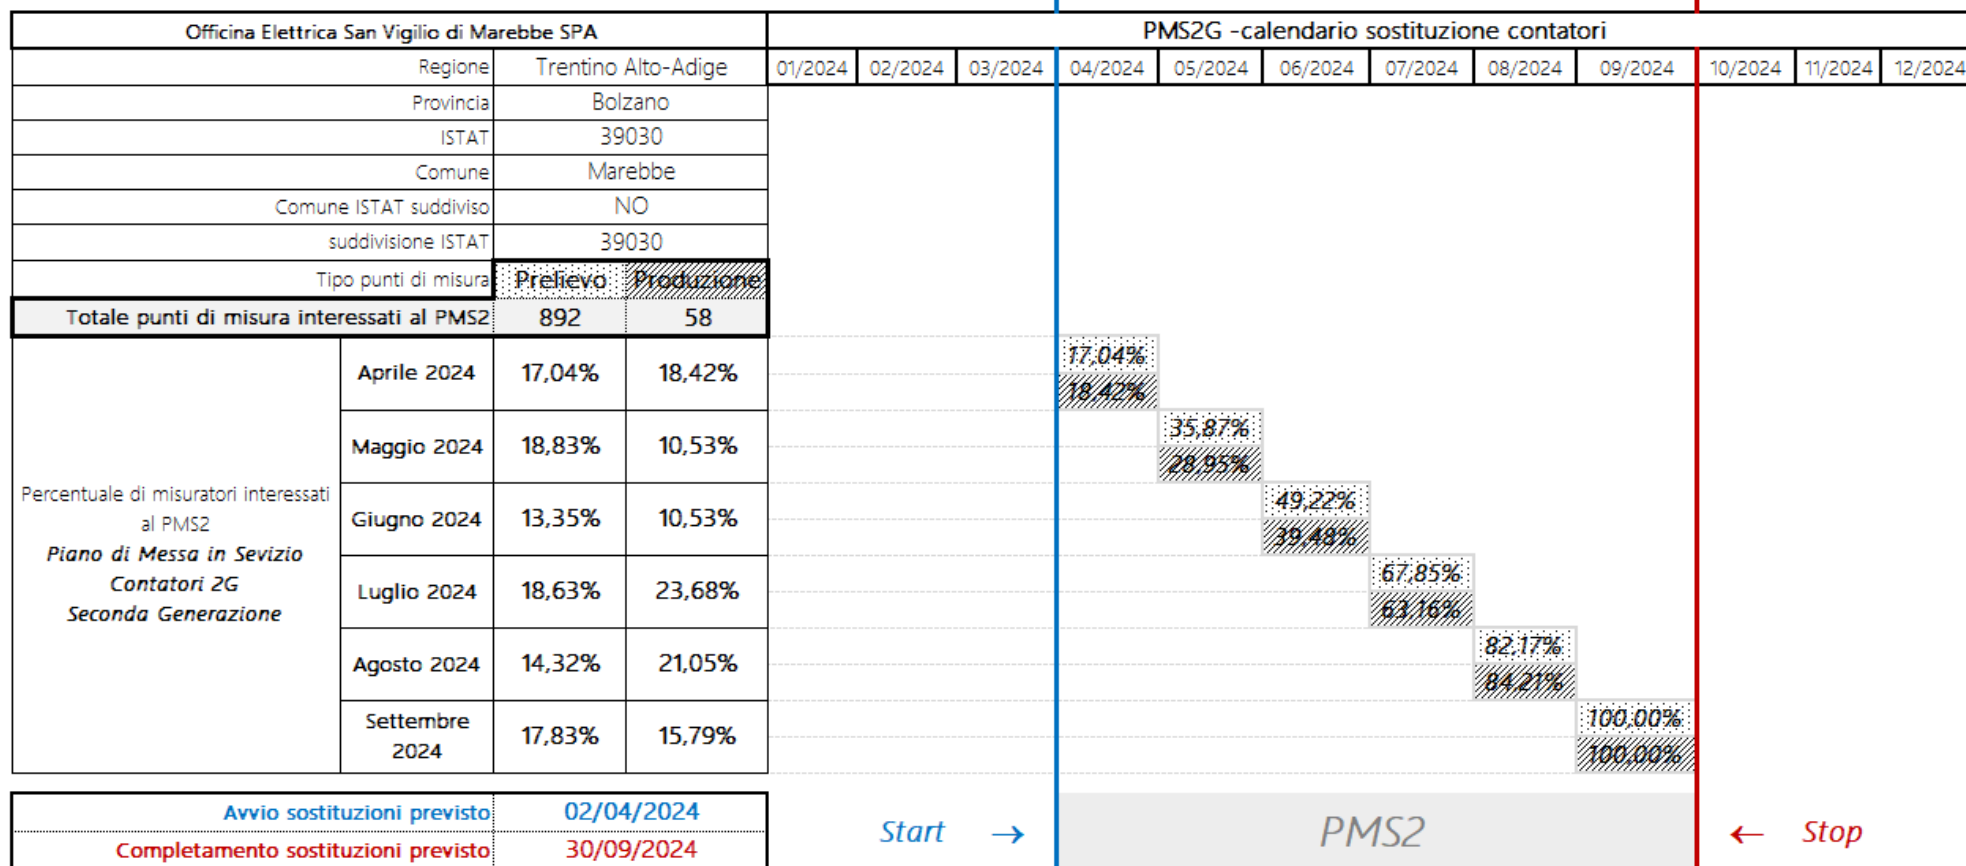 Officina Elettrica San Vigilio di Marebbe SPA
PMS2G -calendario sostituzione contatori
Regione Trentino Alto-Adige 01/2024 02/2024 03/2024 04/2024 05/2024 06/2024 07/2024 08/2024 09/2024 10/2024 11/2024 12/2024
Provincia Bolzano
ISTAT 39030
Comune Marebbe
Comune ISTAT suddiviso NO
suddivisione ISTAT 39030
Tipo punti di misura Prelievo Produzione
Totale punti di misura interessati al PMS2 892 58
Percentuale di misuratori interessati
al PMS2
Piano di Messa in Sevizio
Contatori 2G
Seconda Generazione
Aprile 2024 17,04% 18,42%
17,04%
18,42%
Maggio 2024 18,83% 10,53%
35,87%
28,95%
Giugno 2024 13,35% 10,53%
49,22%
39,48%
Luglio 2024 18,63% 23,68%
67,85%
63,16%
Agosto 2024 14,32% 21,05%
82,17%
84,21%
Settembre
2024
17,83% 15,79%
100,00%
100,00%
Avvio sostituzioni previsto 02/04/2024
Completamento sostituzioni previsto 30/09/2024
Start →
PMS2
← Stop